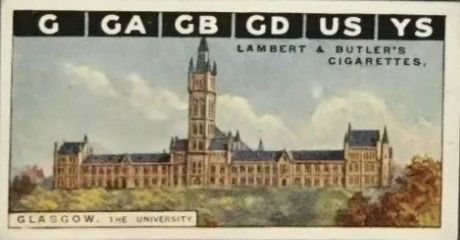 G GA GB GD US YS
LAMBERT & BUTLER'S
CIGARETTES.
GLASGOW. THE UNIVERSITY.